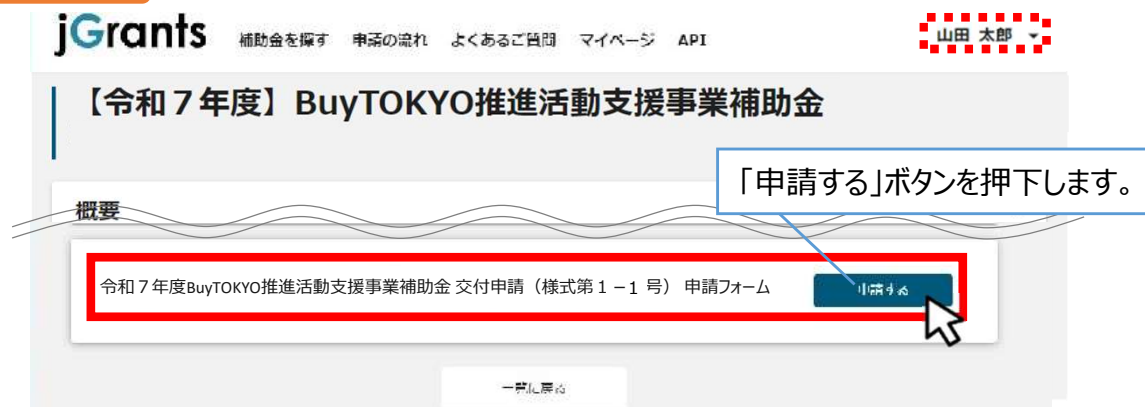 jGrants 補助金を探す 申請の流れ よくあるご質問 マイページ API 山田 太郎
【令和７年度】BuyTOKYO推進活動支援事業補助金
「申請する」ボタンを押下します。
概要
令和７年度BuyTOKYO推進活動支援事業補助金 交付申請（様式第１－1 号） 申請フォーム 申請する
一覧に戻る